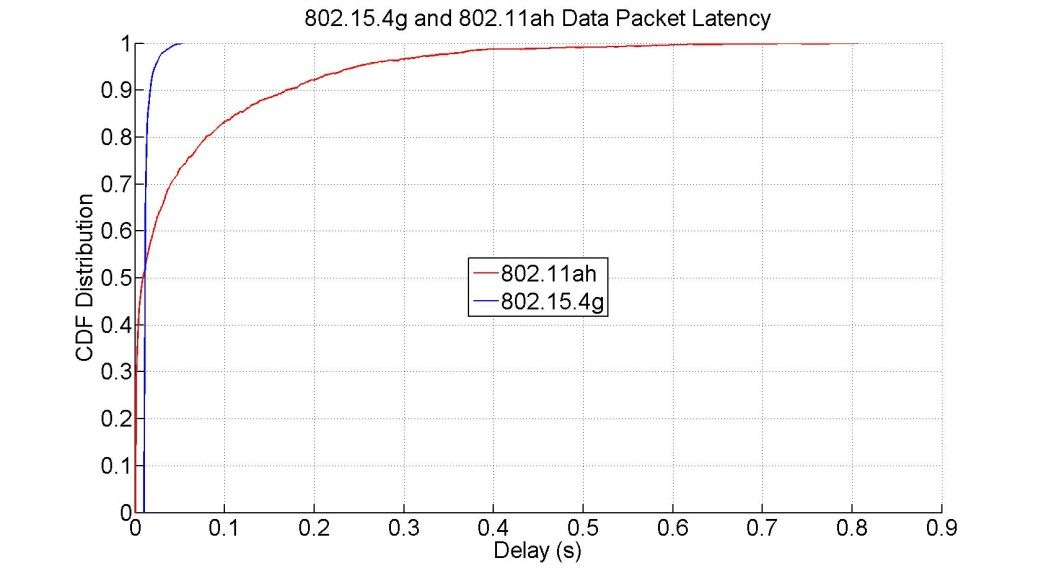 802.15.4g and 802.11ah Data Packet Latency
1
0.9
0.8
0.7
0.6
0.5
0.4
0.3
0.2
0.1
0
CDF Distribution
802.11ah
802.15.4g
0 0.1 0.2 0.3 0.4 0.5 0.6 0.7 0.8 0.9
Delay (s)